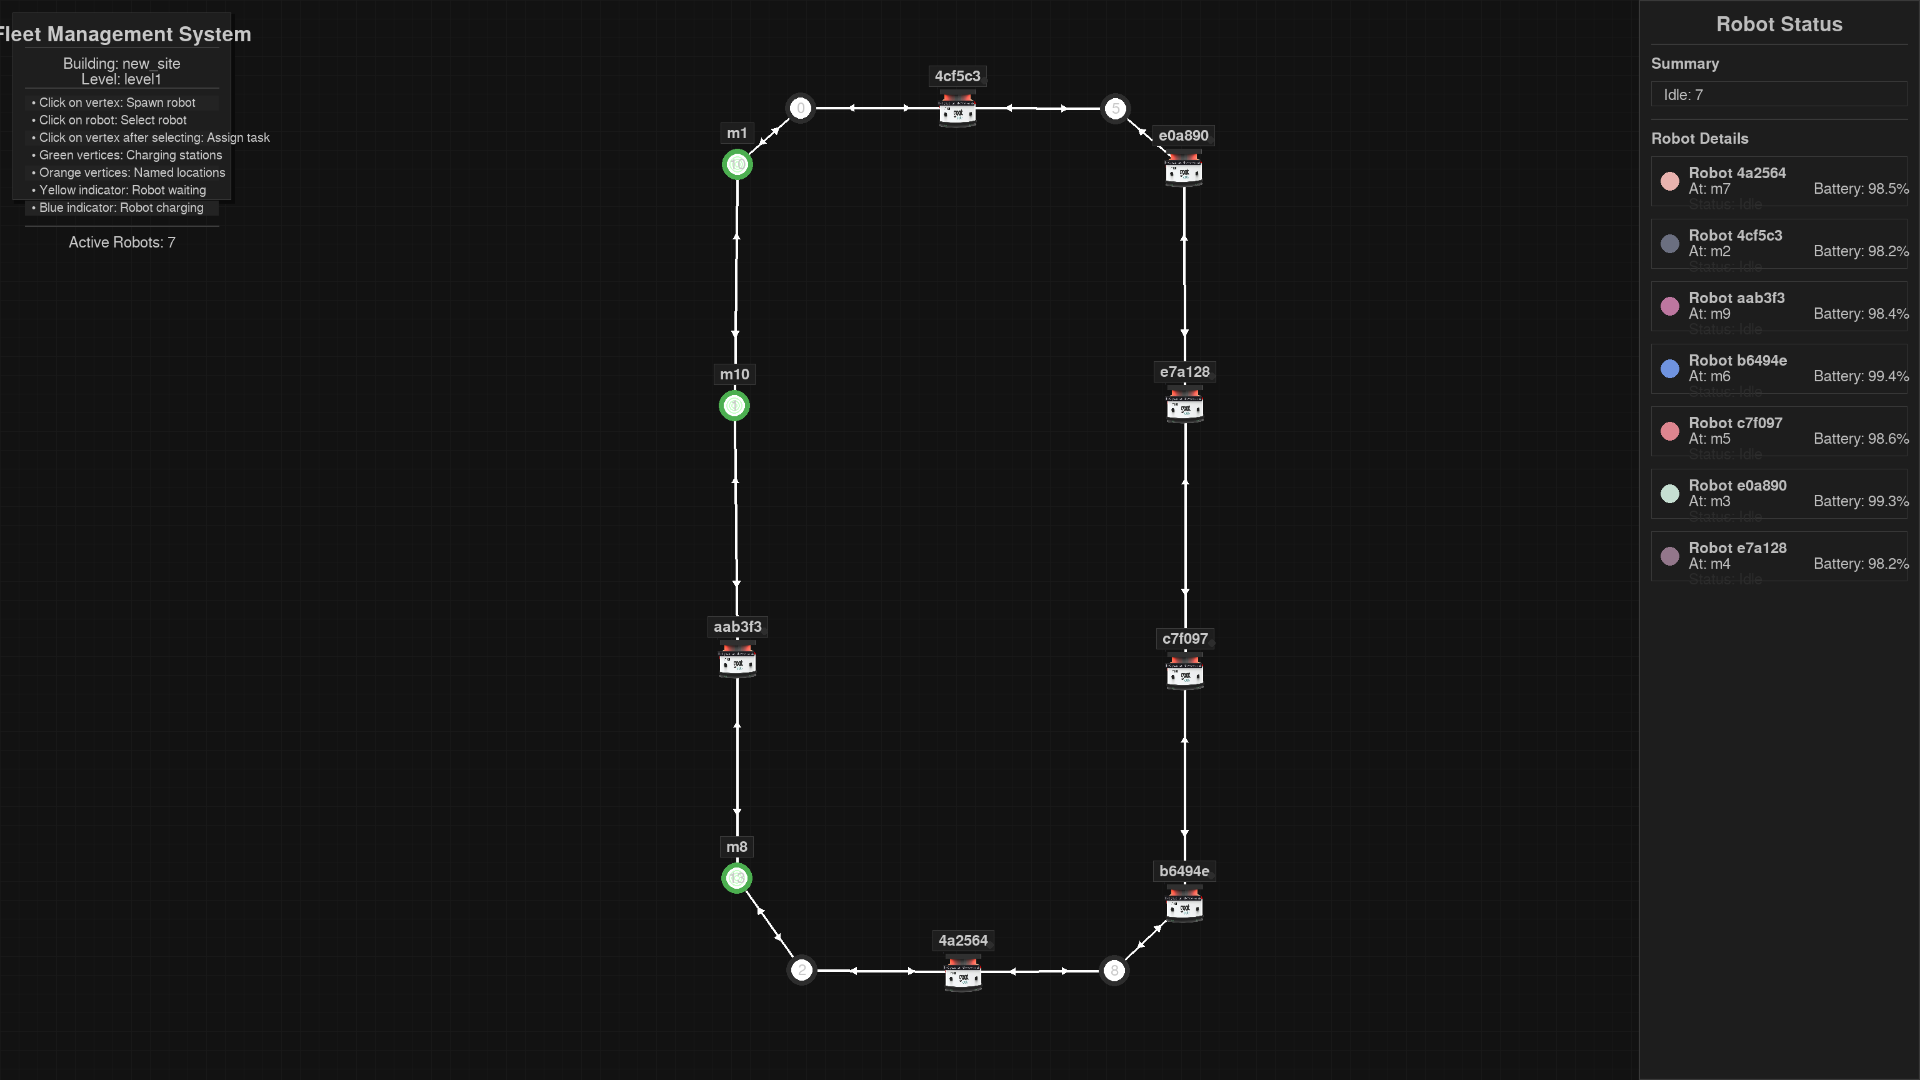 Fleet Management System
Building: new_site
Level: level1
• Click on vertex: Spawn robot
• Click on robot: Select robot
• Click on vertex after selecting: Assign task
• Green vertices: Charging stations
• Orange vertices: Named locations
• Yellow indicator: Robot waiting
• Blue indicator: Robot charging
Active Robots: 7
4cf5c3
0
5
m1
10
e0a890
m10
1
e7a128
aab3f3
c7f097
m8
13
b6494e
4a2564
2
8
Robot Status
Summary
Idle: 7
Robot Details
Robot 4a2564
At: m7 Battery: 98.5%
Status: Idle
Robot 4cf5c3
At: m2 Battery: 98.2%
Status: Idle
Robot aab3f3
At: m9 Battery: 98.4%
Status: Idle
Robot b6494e
At: m6 Battery: 99.4%
Status: Idle
Robot c7f097
At: m5 Battery: 98.6%
Status: Idle
Robot e0a890
At: m3 Battery: 99.3%
Status: Idle
Robot e7a128
At: m4 Battery: 98.2%
Status: Idle